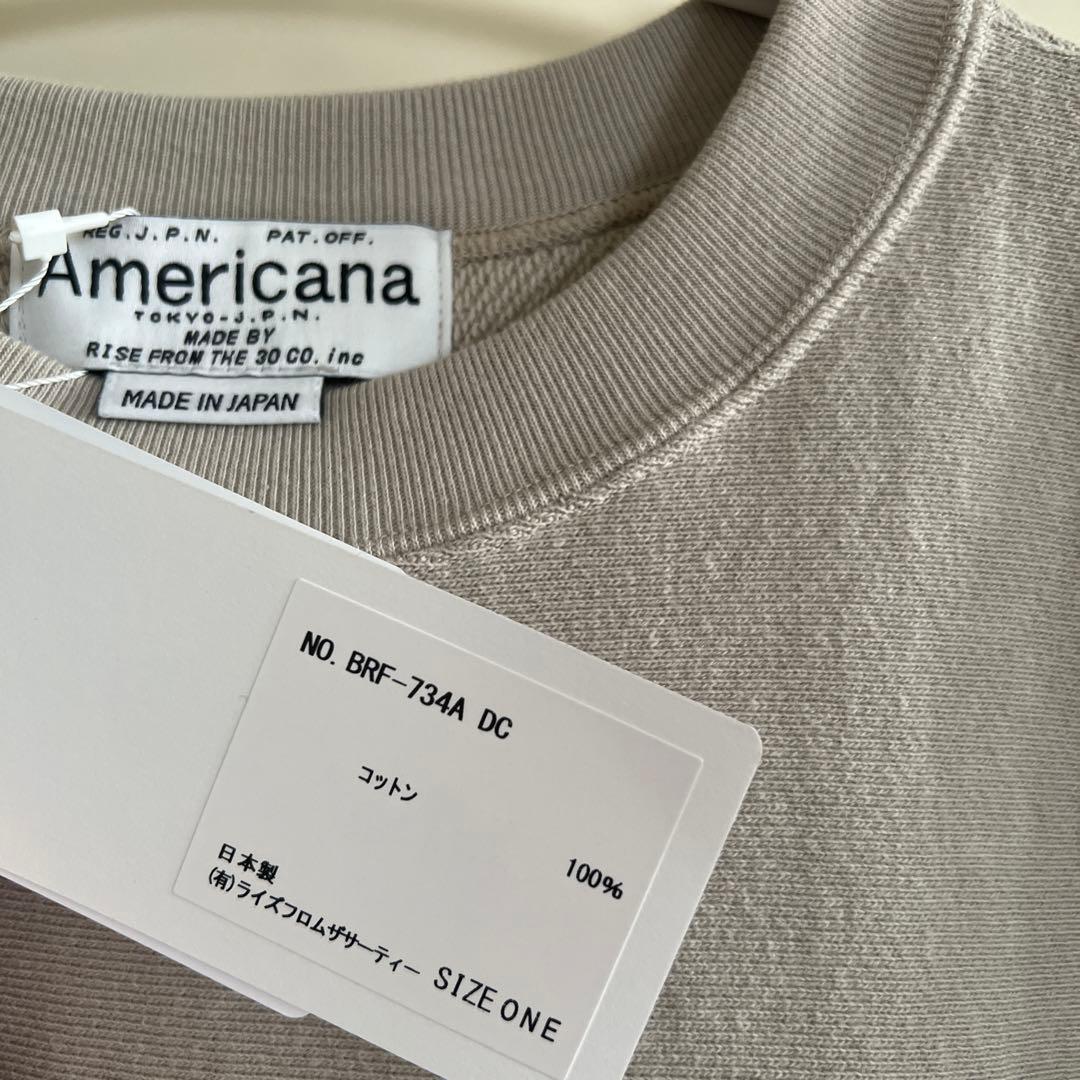 REG.J.P.N. PAT.OFF.
Americana
TOKYO-J.P.N.
MADE BY
RISE FROM THE 30 CO. inc
MADE IN JAPAN
NO. BRF-734A DC
コットン
100%
日本製
(有)ライズフロムザサーティー SIZE ONE